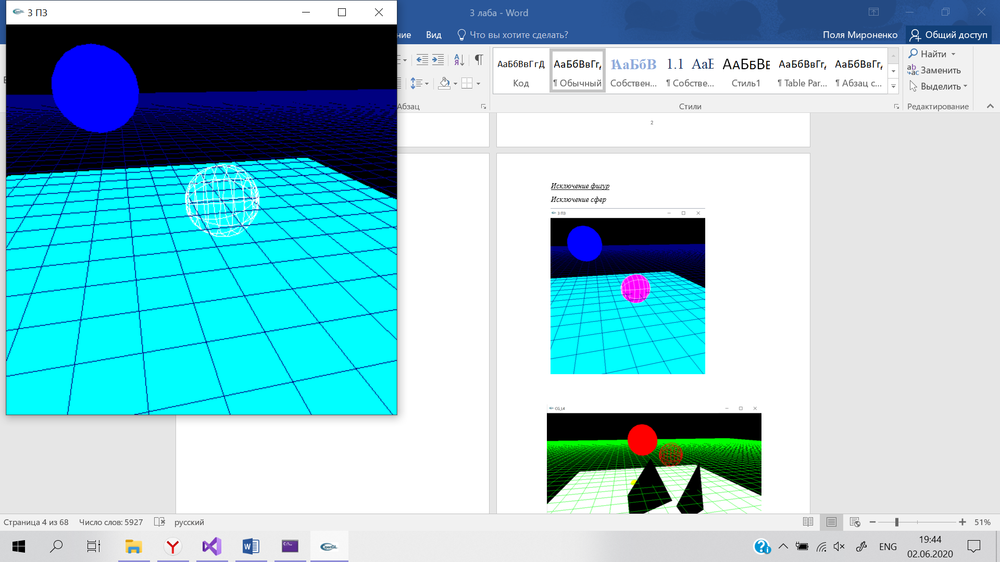 3 ПЗ
3 лаба - Word
ние
Вид
Что вы хотите сделать?
Поля Мироненко
Общий доступ
АаБбВвГгД
АаБбВвГг,
АаБбВ
1.1 АаБ
АаБбВв
АаБбВвГг,
АаБбВвГг,
Код
¶ Обычный
Собствен...
¶ Собстве...
Стиль1
¶ Table Par...
¶ Абзац с...
Найти
Заменить
Выделить
Абзац
Стили
Редактирование
2
Исключение фигур
Исключение сфер
3 ПЗ
CG_L4
Страница 4 из 68
Число слов: 5927
русский
51%
OpenGL
ENG
19:44
02.06.2020